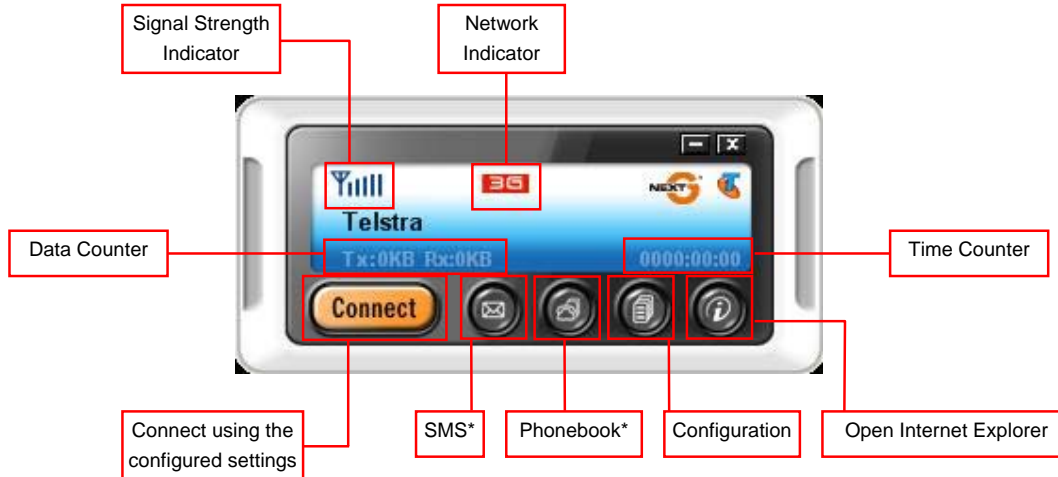 Signal Strength
Indicator
Network
Indicator
3G
NEXT G
Telstra
Data Counter
Tx:0KB Rx:0KB
0000:00:00
Time Counter
Connect
i
Connect using the
configured settings
SMS*
Phonebook*
Configuration
Open Internet Explorer